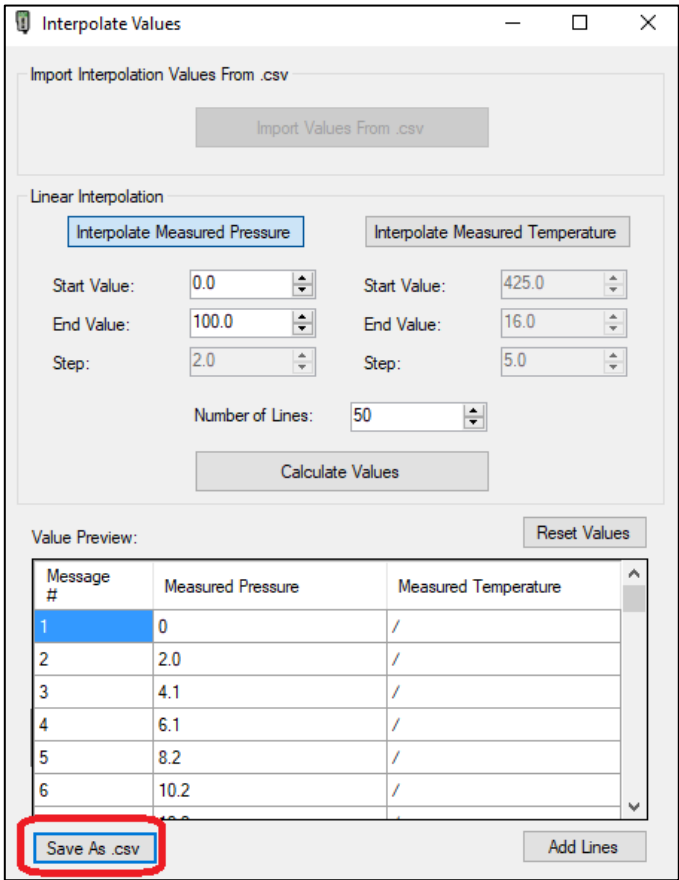 Interpolate Values
Import Interpolation Values From .csv
Import Values From .csv
Linear Interpolation
Interpolate Measured Pressure Interpolate Measured Temperature
Start Value: 0.0 Start Value: 425.0
End Value: 100.0 End Value: 16.0
Step: 2.0 Step: 5.0
Number of Lines: 50
Calculate Values
Value Preview: Reset Values
Message # Measured Pressure Measured Temperature
1 0 /
2 2.0 /
3 4.1 /
4 6.1 /
5 8.2 /
6 10.2 /
Save As .csv Add Lines